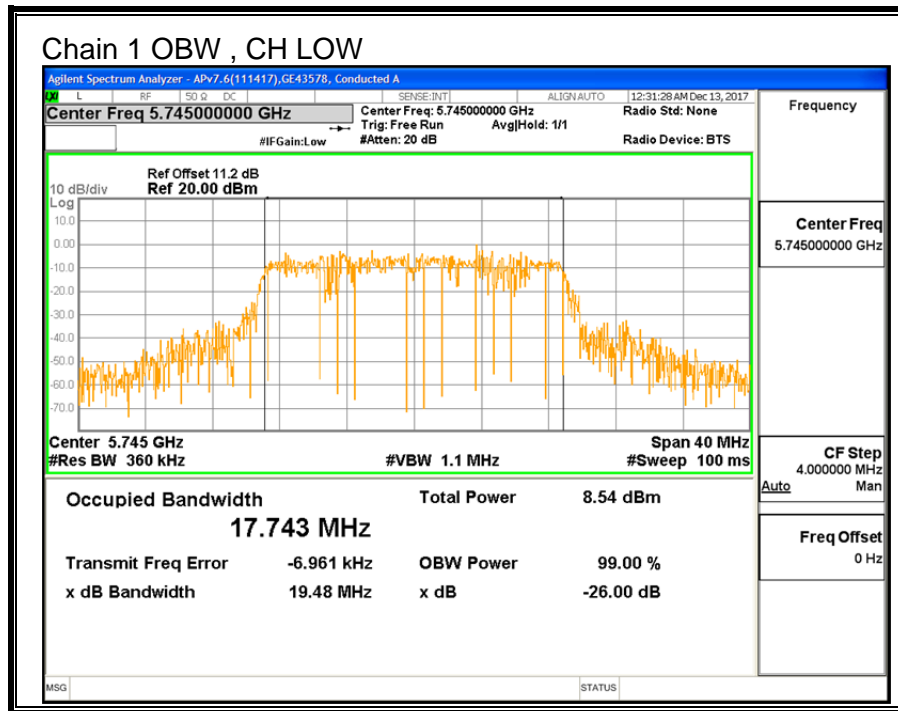 Chain 1 OBW , CH LOW
Agilent Spectrum Analyzer - APv7.6(111417),GE43578, Conducted A
LXI L RF 50 Ω DC SENSE:INT ALIGN AUTO 12:31:28 AM Dec 13, 2017
Center Freq 5.745000000 GHz
Center Freq: 5.745000000 GHz Radio Std: None
Trig: Free Run Avg|Hold: 1/1
#IFGain:Low #Atten: 20 dB Radio Device: BTS
Ref Offset 11.2 dB
10 dB/div Ref 20.00 dBm
Log
10.0
0.00
-10.0
-20.0
-30.0
-40.0
-50.0
-60.0
-70.0
Center 5.745 GHz Span 40 MHz
#Res BW 360 kHz #VBW 1.1 MHz #Sweep 100 ms
Occupied Bandwidth Total Power 8.54 dBm
17.743 MHz
Transmit Freq Error -6.961 kHz OBW Power 99.00 %
x dB Bandwidth 19.48 MHz x dB -26.00 dB
MSG STATUS
Frequency
Center Freq
5.745000000 GHz
CF Step
4.000000 MHz
Auto Man
Freq Offset
0 Hz